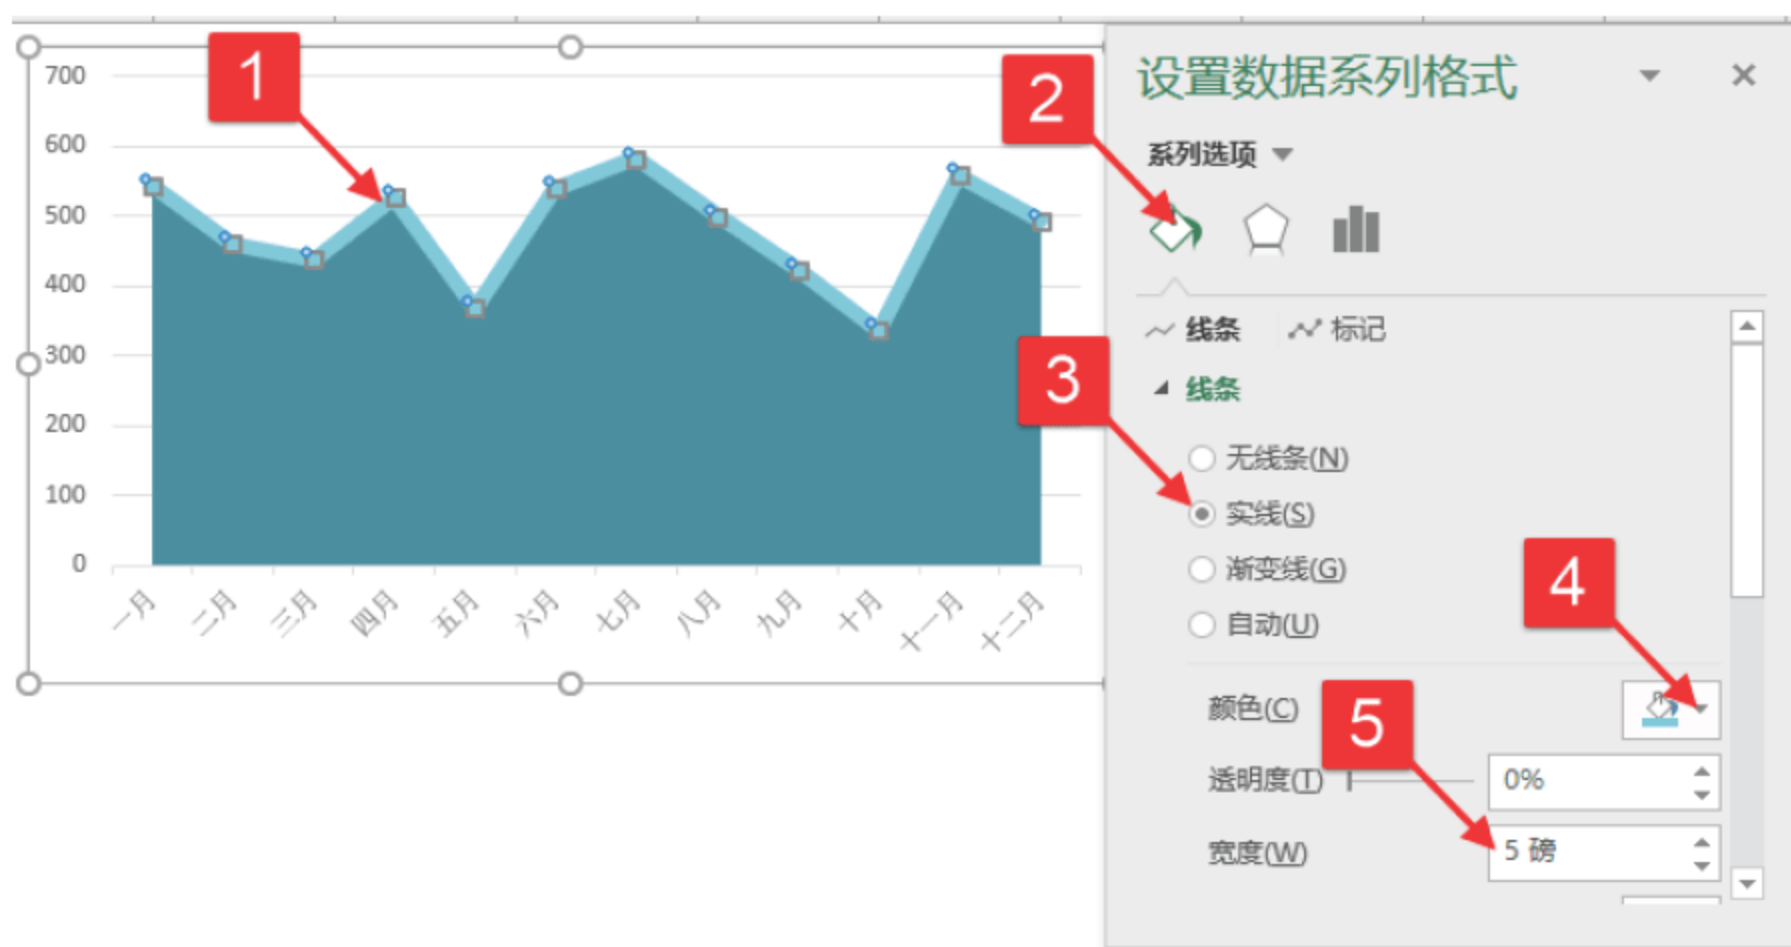 1
700
600
500
400
300
200
100
0
一月
二月
三月
四月
五月
六月
七月
八月
九月
十月
十一月
十二月
设置数据系列格式
2
系列选项
线条
标记
3
线条
无线条(N)
实线(S)
渐变线(G)
自动(U)
4
颜色(C)
5
透明度(T)
0%
宽度(W)
5 磅